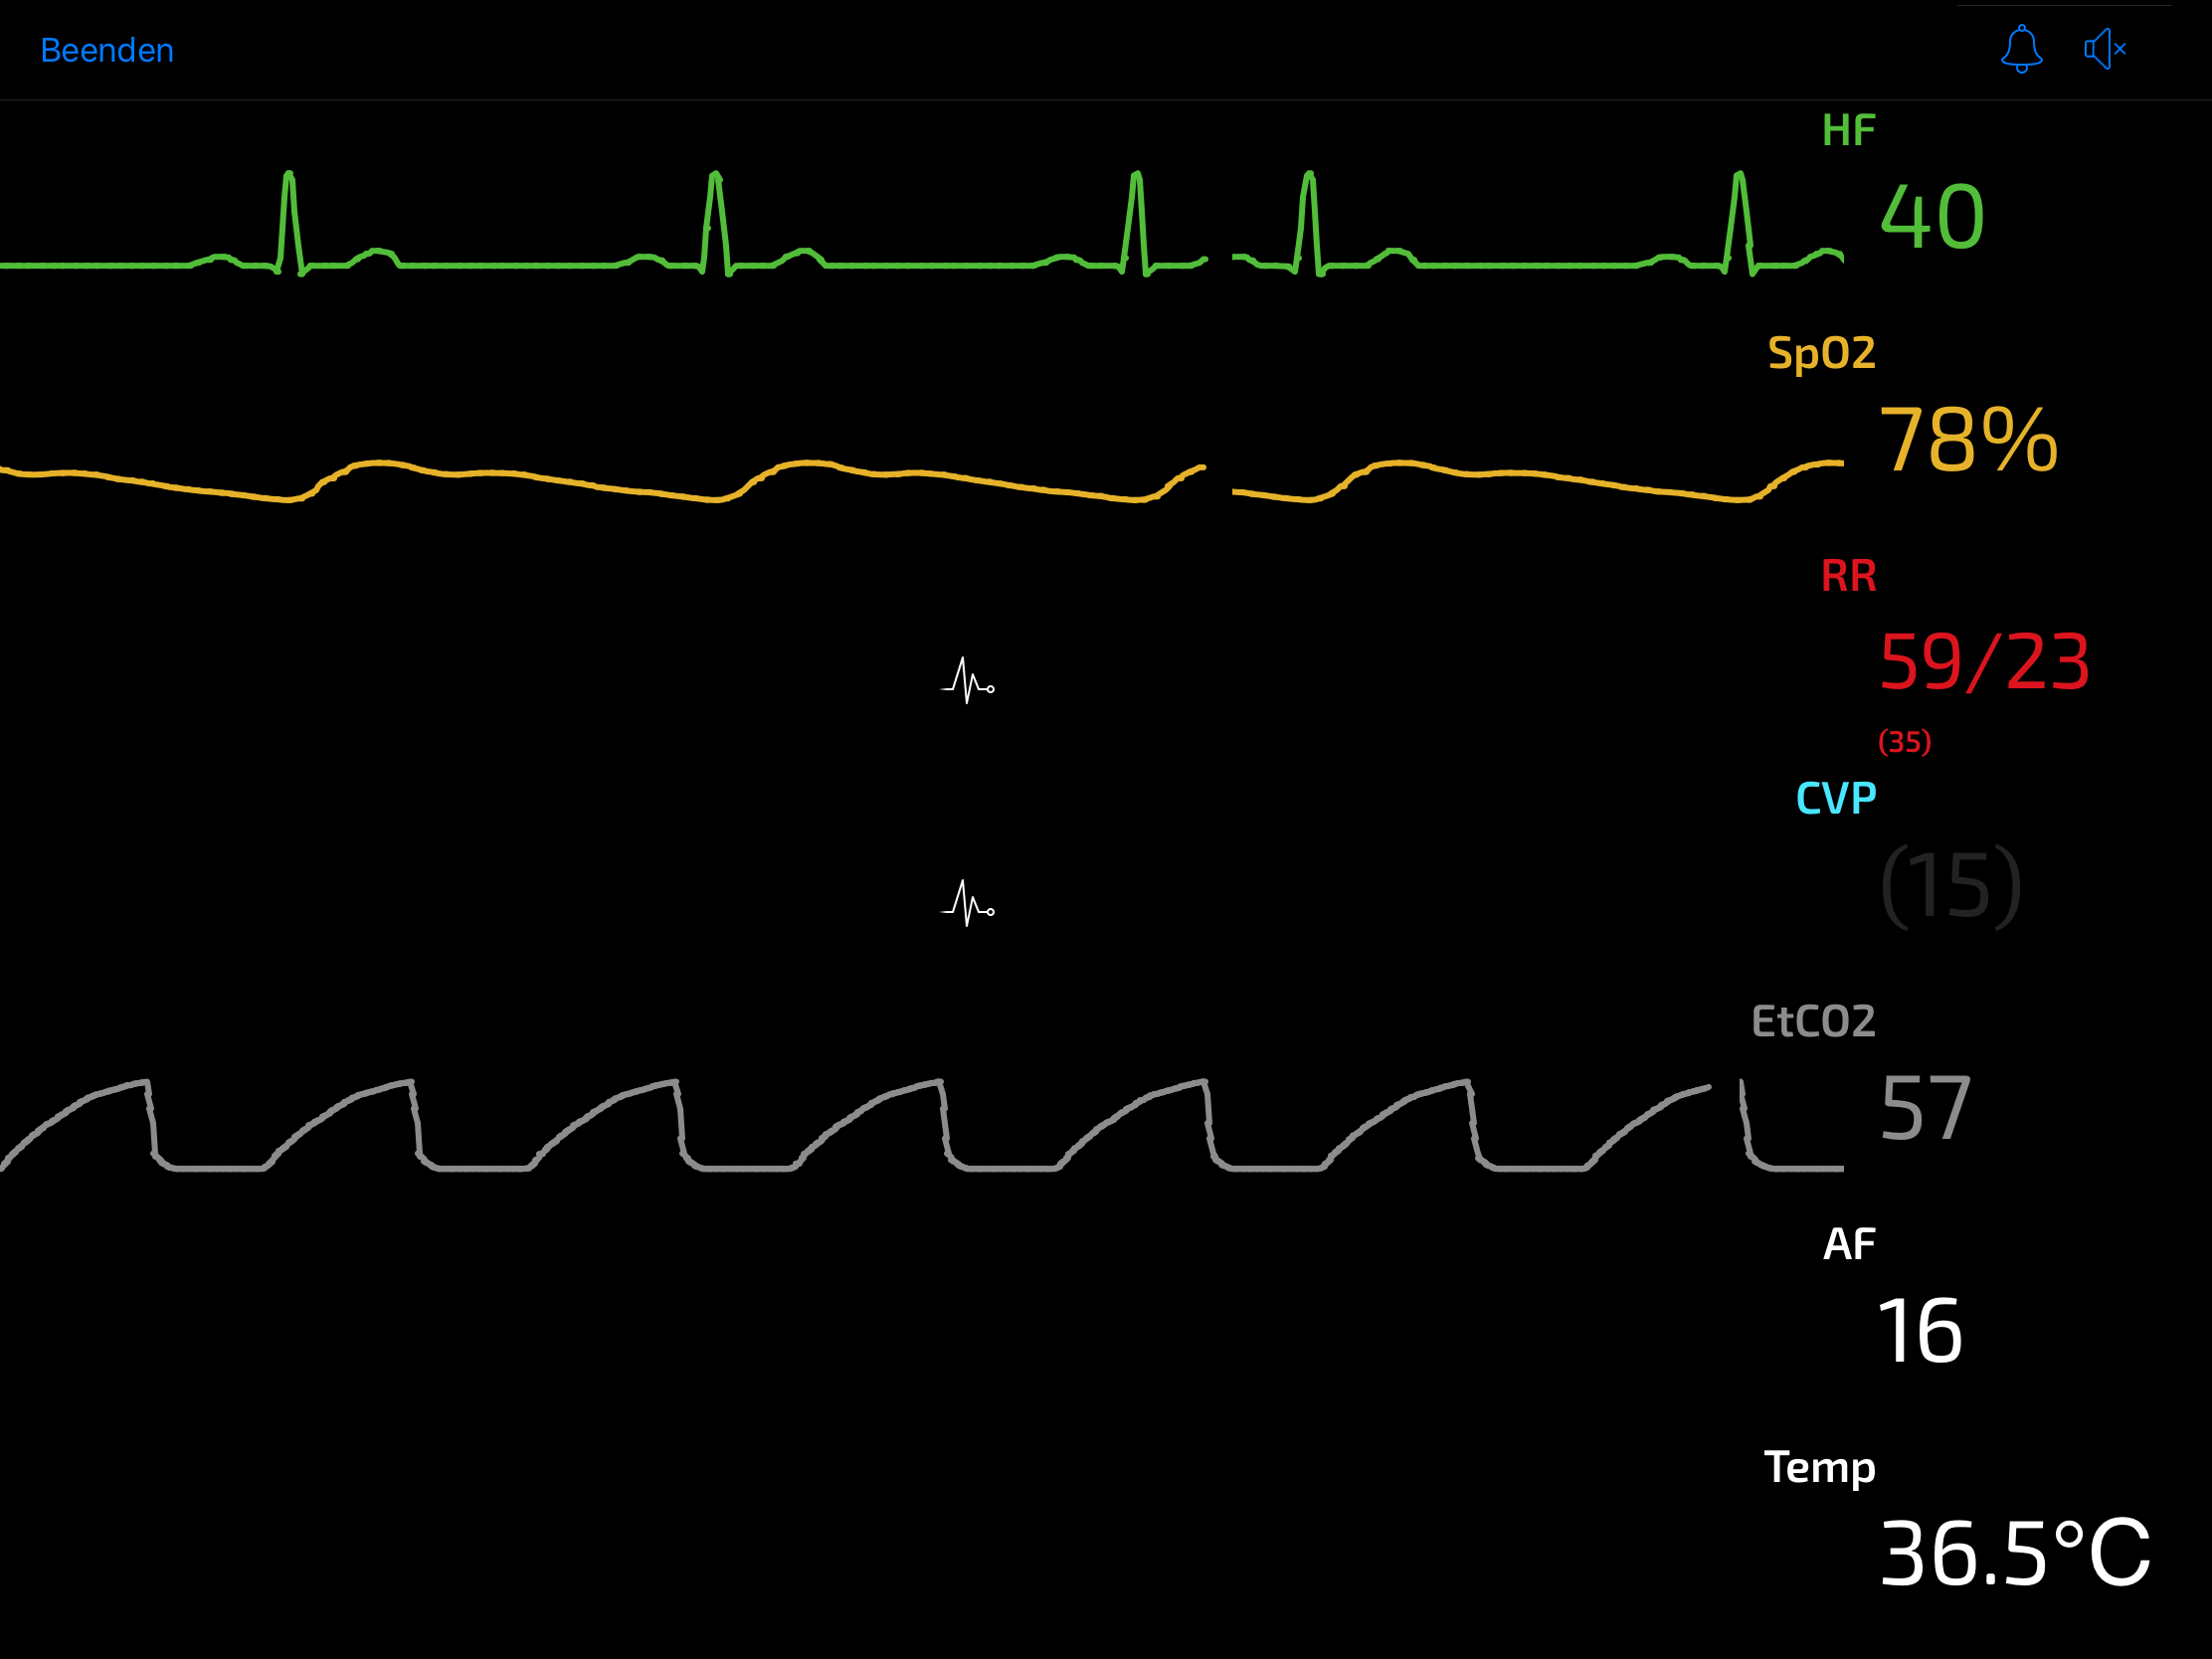 Beenden
HF
40
SpO2
78%
RR
59/23
(35)
CVP
(15)
EtCO2
57
AF
16
Temp
36.5°C